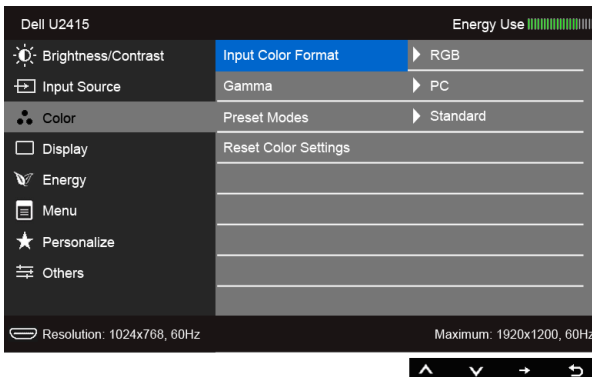 Dell U2415
Energy Use
Brightness/Contrast
Input Source
Color
Display
Energy
Menu
Personalize
Others
Input Color Format
RGB
Gamma
PC
Preset Modes
Standard
Reset Color Settings
Resolution: 1024x768, 60Hz
Maximum: 1920x1200, 60Hz